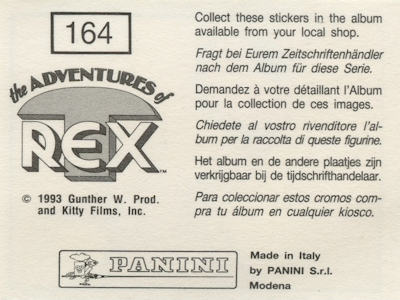 164
the ADVENTURES of
T
REX™
© 1993 Gunther W. Prod.
and Kitty Films, Inc.
Collect these stickers in the album
available from your local shop.
Fragt bei Eurem Zeitschriftenhändler
nach dem Album für diese Serie.
Demandez à votre détaillant l'Album
pour la collection de ces images.
Chiedete al vostro rivenditore l'al-
bum per la raccolta di queste figurine.
Het album en de andere plaatjes zijn
verkrijgbaar bij de tijdschrifthandelaar.
Para coleccionar estos cromos com-
pra tu álbum en cualquier kiosco.
PANINI
Made in Italy
by PANINI S.r.l.
Modena